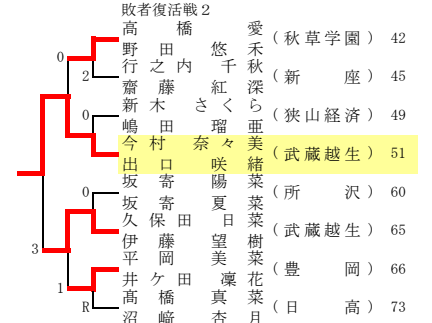 敗者復活戦２
高橋愛
野田悠禾
(秋草学園) 42
行之内千秋
齋藤紅深
(新座) 45
新木さくら
嶋田瑠亜
(狭山経済) 49
今村奈々美
出口咲緒
(武蔵越生) 51
坂寄陽菜
坂寄夏菜
(所沢) 60
久保田日菜
伊藤望樹
(武蔵越生) 65
平岡美菜
井ケ田凜花
(豊岡) 66
髙橋真菜
沼﨑杏月
(日高) 73
0
2
0
0
3
1
R